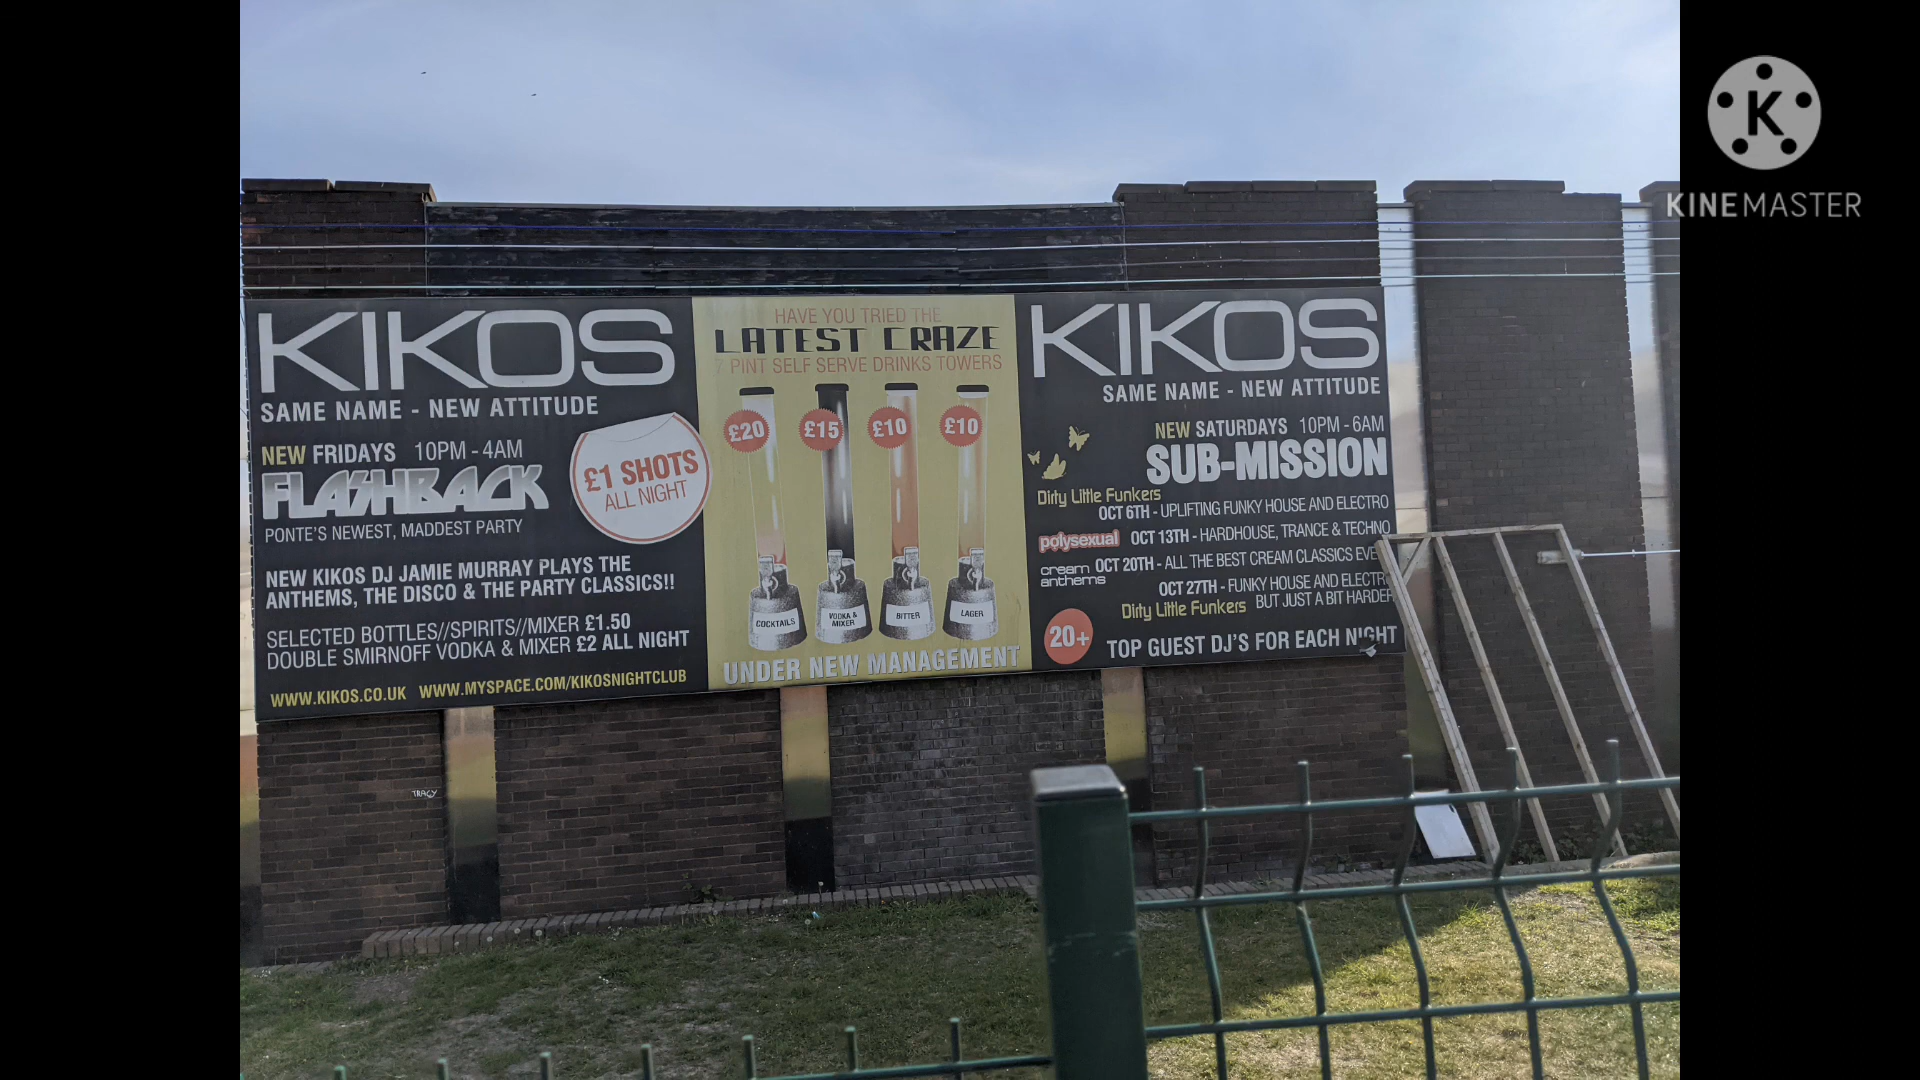 KIKOS
SAME NAME - NEW ATTITUDE
NEW FRIDAYS 10PM - 4AM
FLASHBACK
PONTE'S NEWEST, MADDEST PARTY
£1 SHOTS
ALL NIGHT
NEW KIKOS DJ JAMIE MURRAY PLAYS THE
ANTHEMS, THE DISCO & THE PARTY CLASSICS!!
SELECTED BOTTLES//SPIRITS//MIXER £1.50
DOUBLE SMIRNOFF VODKA & MIXER £2 ALL NIGHT
WWW.KIKOS.CO.UK WWW.MYSPACE.COM/KIKOSNIGHTCLUB
HAVE YOU TRIED THE
LATEST CRAZE
7 PINT SELF SERVE DRINKS TOWERS
£20 £15 £10 £10
COCKTAILS
VODKA &
MIXER
BITTER
LAGER
UNDER NEW MANAGEMENT
KIKOS
SAME NAME - NEW ATTITUDE
NEW SATURDAYS 10PM - 6AM
SUB-MISSION
Dirty Little Funkers
OCT 6TH - UPLIFTING FUNKY HOUSE AND ELECTRO
polysexual OCT 13TH - HARDHOUSE, TRANCE & TECHNO
cream
anthems
OCT 20TH - ALL THE BEST CREAM CLASSICS EVE
OCT 27TH - FUNKY HOUSE AND ELECTR
Dirty Little Funkers BUT JUST A BIT HARDER
20+
TOP GUEST DJ'S FOR EACH NIGHT
TRACY
K
KINEMASTER